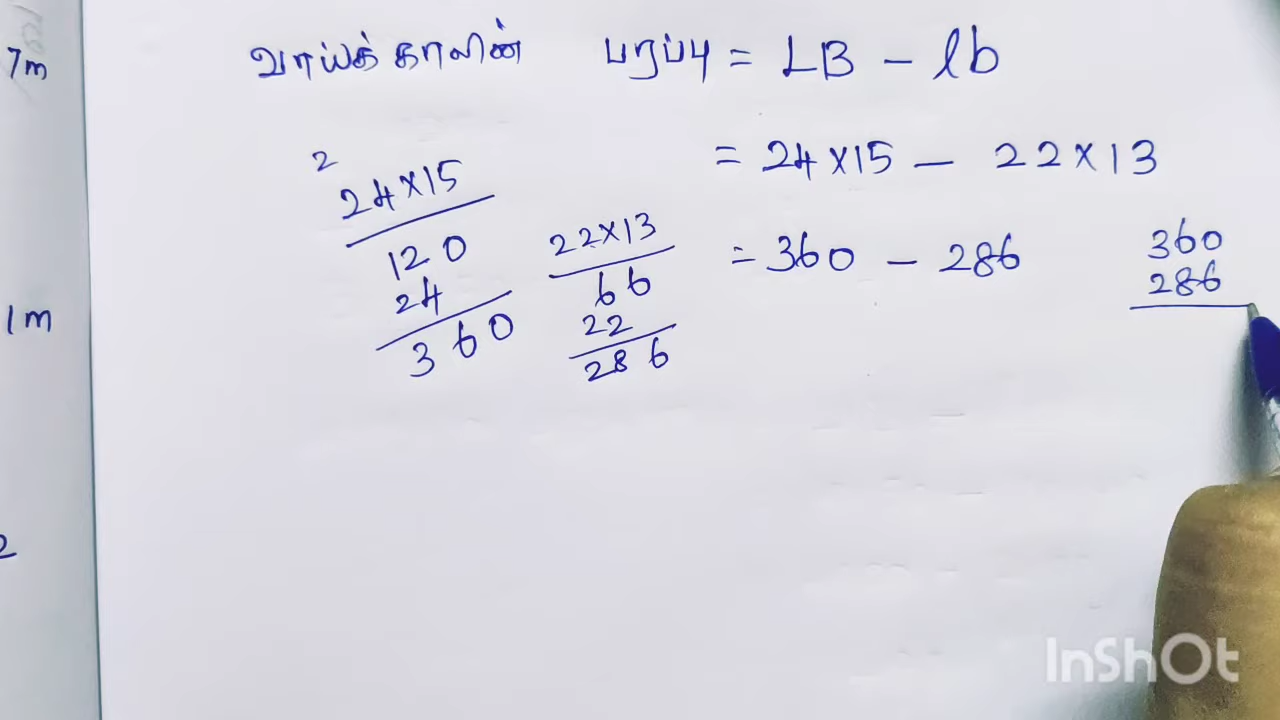 7m
வாய்க் காலின் பரப்பு = LB - lb
= 24×15 - 22×13
2
24×15
120
24
360
22×13
66
22
286
= 360 - 286
360
286
1m
2
InShOt